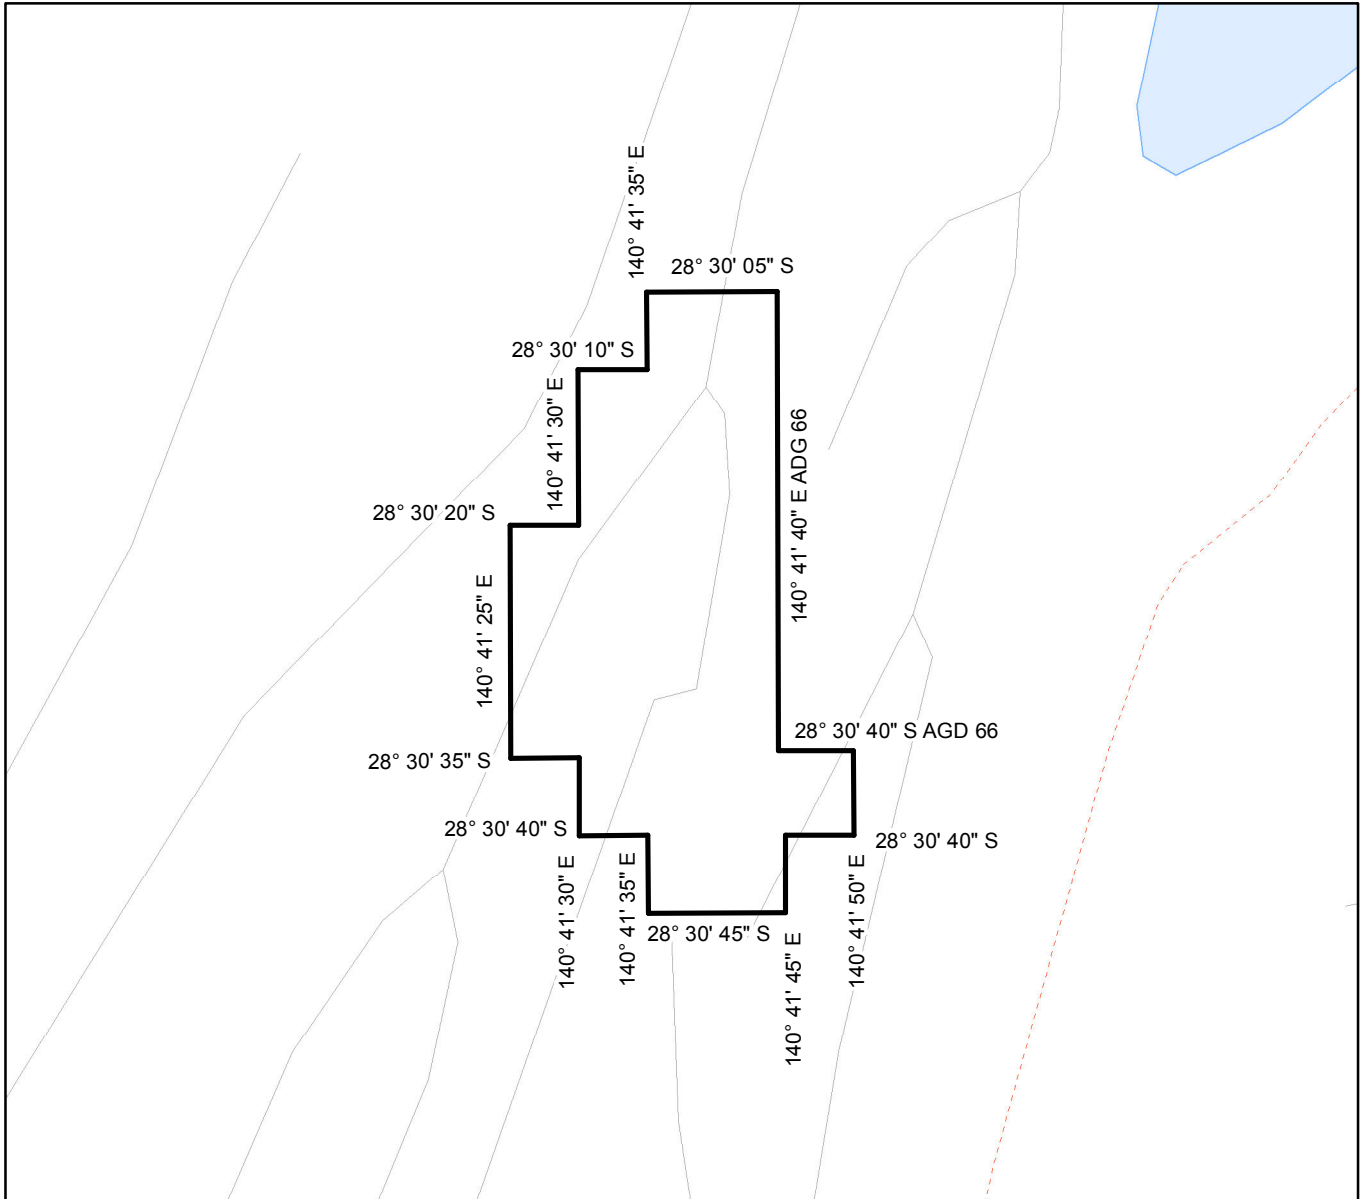 140° 41' 35" E
28° 30' 05" S
28° 30' 10" S
140° 41' 30" E
140° 41' 40" E ADG 66
28° 30' 20" S
140° 41' 25" E
28° 30' 40" S AGD 66
28° 30' 35" S
28° 30' 40" S
28° 30' 40" S
140° 41' 30" E
140° 41' 35" E
140° 41' 50" E
28° 30' 45" S
140° 41' 45" E